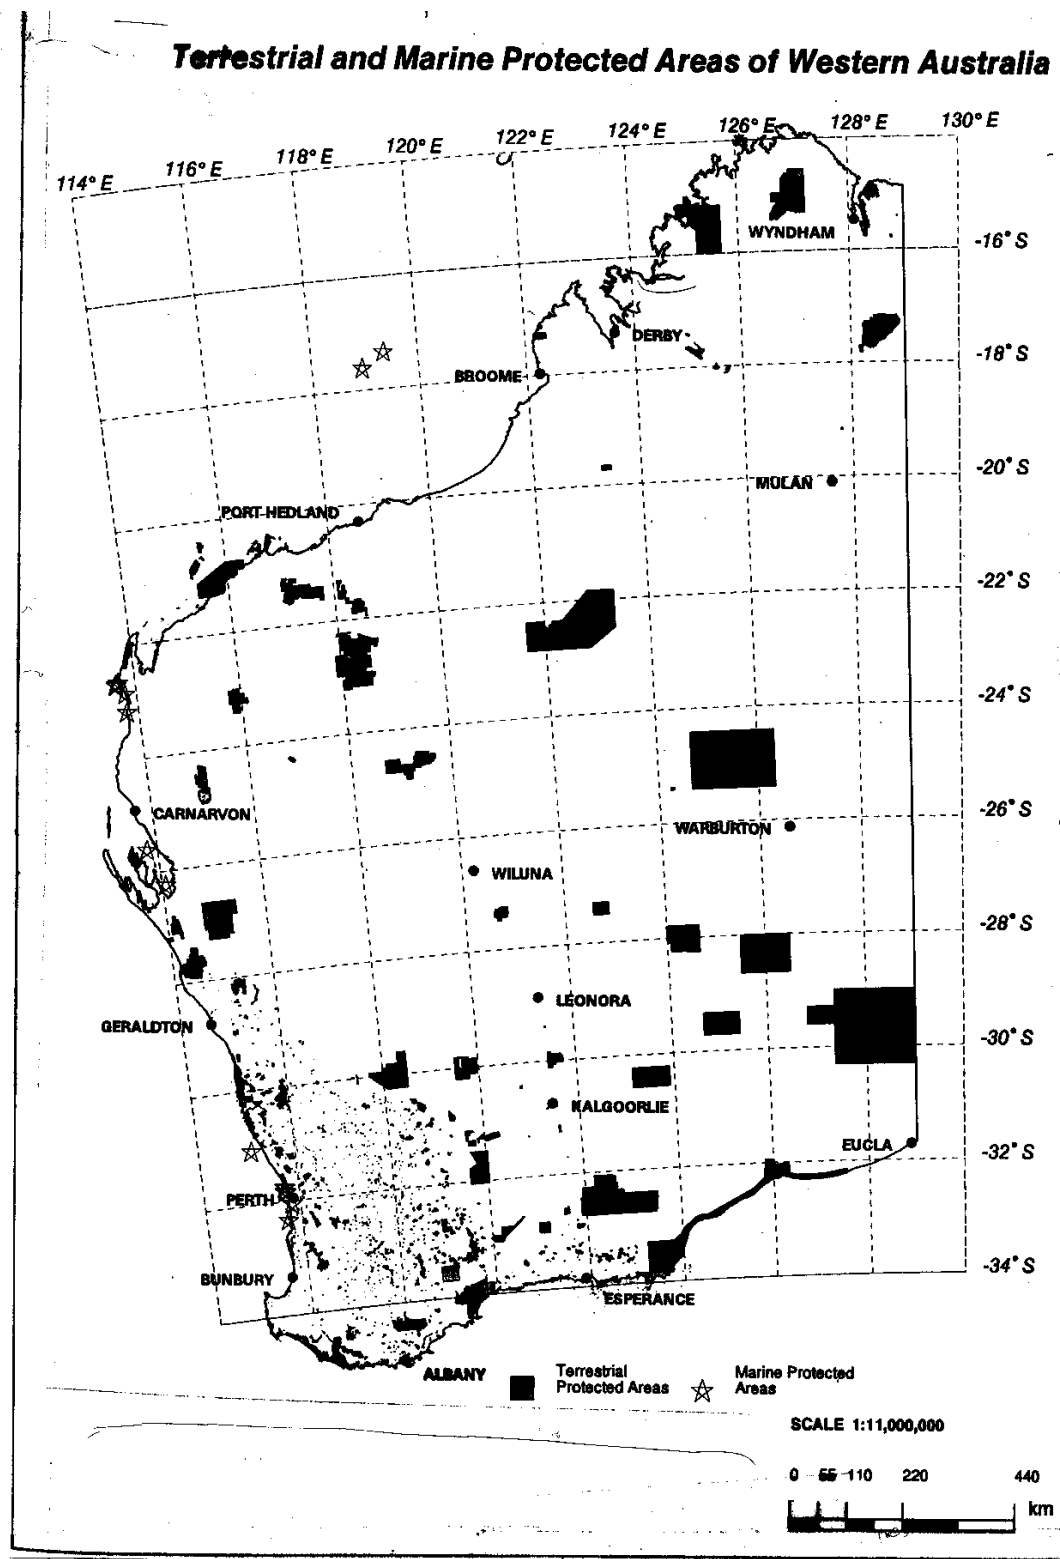 Terrestrial and Marine Protected Areas of Western Australia
114° E
116° E
118° E
120° E
122° E
124° E
126° E
128° E
130° E
WYNDHAM
-16° S
DERBY
-18° S
BROOME
-20° S
MULAN
PORT HEDLAND
-22° S
-24° S
CARNARVON
-26° S
WARBURTON
WILUNA
-28° S
LEONORA
GERALDTON
-30° S
KALGOORLIE
EUCLA
-32° S
PERTH
BUNBURY
-34° S
ESPERANCE
ALBANY
Terrestrial
Protected Areas
Marine Protected
Areas
SCALE 1:11,000,000
0 55 110 220 440
km